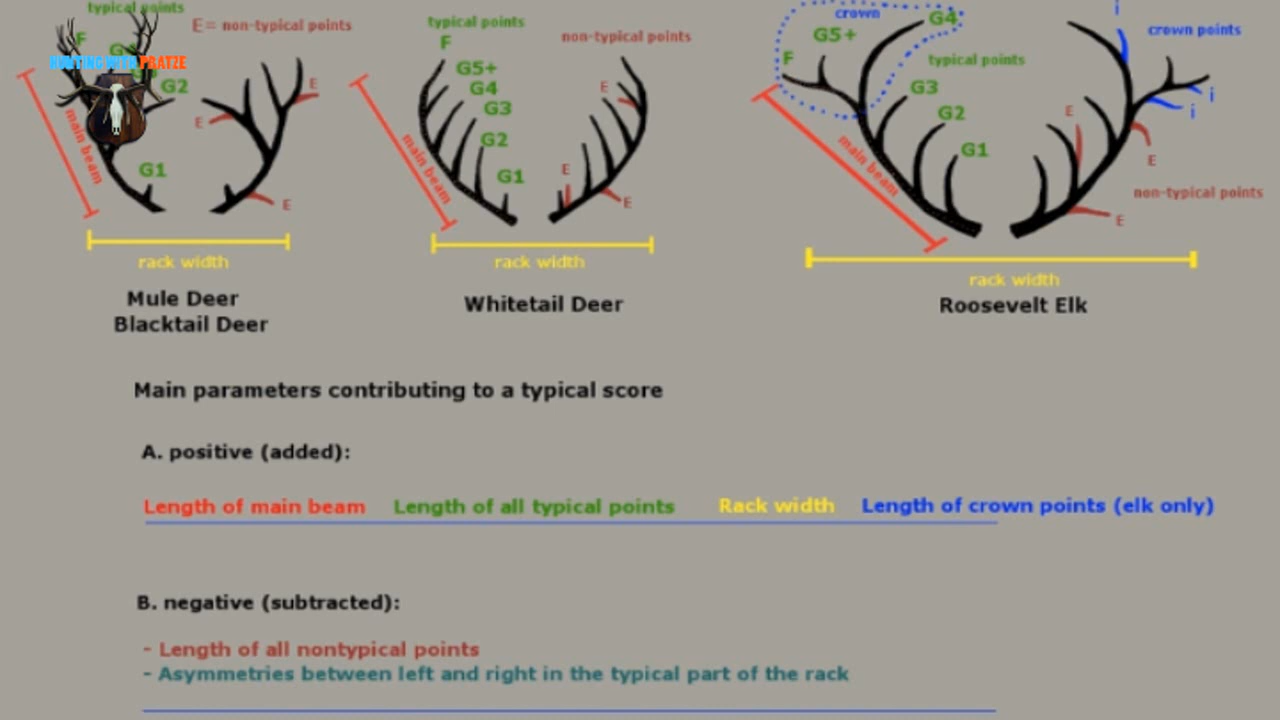 typical points
E= non-typical points
F
G2
G1
E
E
E
main beam
rack width
Mule Deer
Blacktail Deer
HUNTING WITH PRATZE
typical points
non-typical points
F
G5+
G4
G3
G2
G1
E
E
E
main beam
rack width
Whitetail Deer
crown
G4
G5+
F
typical points
G3
G2
G1
i
crown points
i
i
E
E
non-typical points
E
main beam
rack width
Roosevelt Elk
Main parameters contributing to a typical score
A. positive (added):
Length of main beam Length of all typical points Rack width Length of crown points (elk only)
B. negative (subtracted):
- Length of all nontypical points
- Asymmetries between left and right in the typical part of the rack